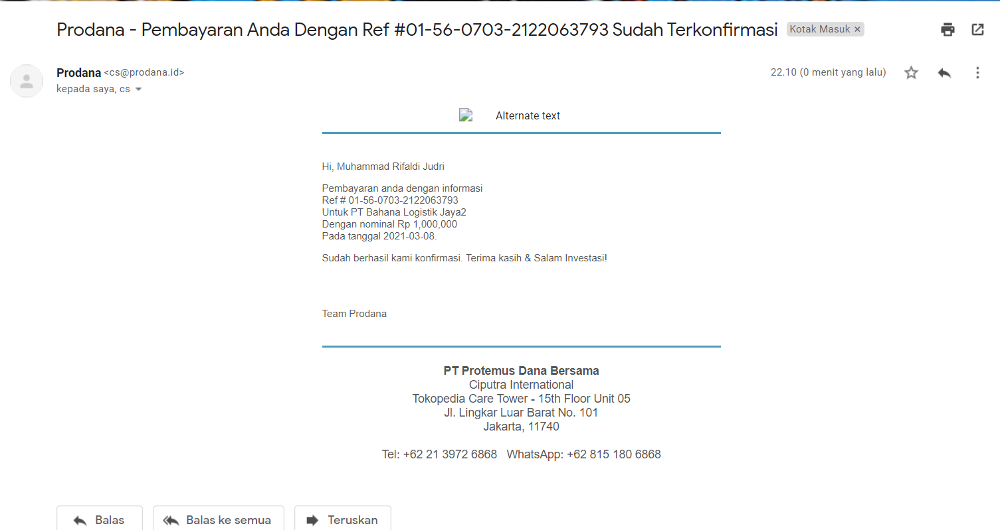 Prodana - Pembayaran Anda Dengan Ref #01-56-0703-2122063793 Sudah Terkonfirmasi Kotak Masuk ×
Prodana <cs@prodana.id> 22.10 (0 menit yang lalu)
kepada saya, cs
Alternate text
Hi, Muhammad Rifaldi Judri
Pembayaran anda dengan informasi
Ref # 01-56-0703-2122063793
Untuk PT Bahana Logistik Jaya2
Dengan nominal Rp 1,000,000
Pada tanggal 2021-03-08.
Sudah berhasil kami konfirmasi. Terima kasih & Salam Investasi!
Team Prodana
PT Protemus Dana Bersama
Ciputra International
Tokopedia Care Tower - 15th Floor Unit 05
Jl. Lingkar Luar Barat No. 101
Jakarta, 11740
Tel: +62 21 3972 6868 WhatsApp: +62 815 180 6868
Balas Balas ke semua Teruskan